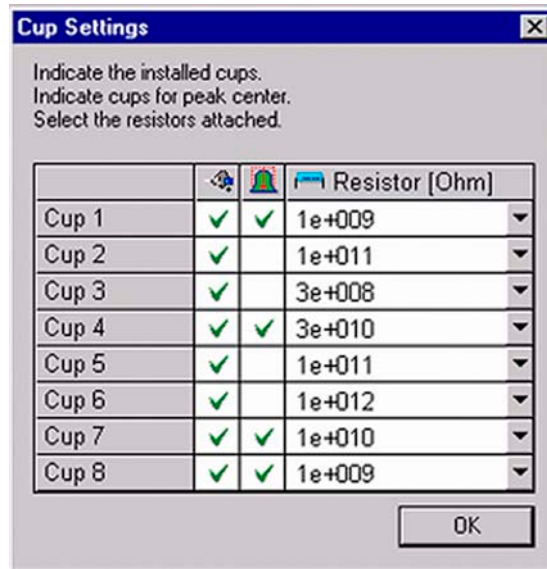 Cup Settings
Indicate the installed cups.
Indicate cups for peak center.
Select the resistors attached.
Resistor [Ohm]
Cup 1 1e+009
Cup 2 1e+011
Cup 3 3e+008
Cup 4 3e+010
Cup 5 1e+011
Cup 6 1e+012
Cup 7 1e+010
Cup 8 1e+009
OK